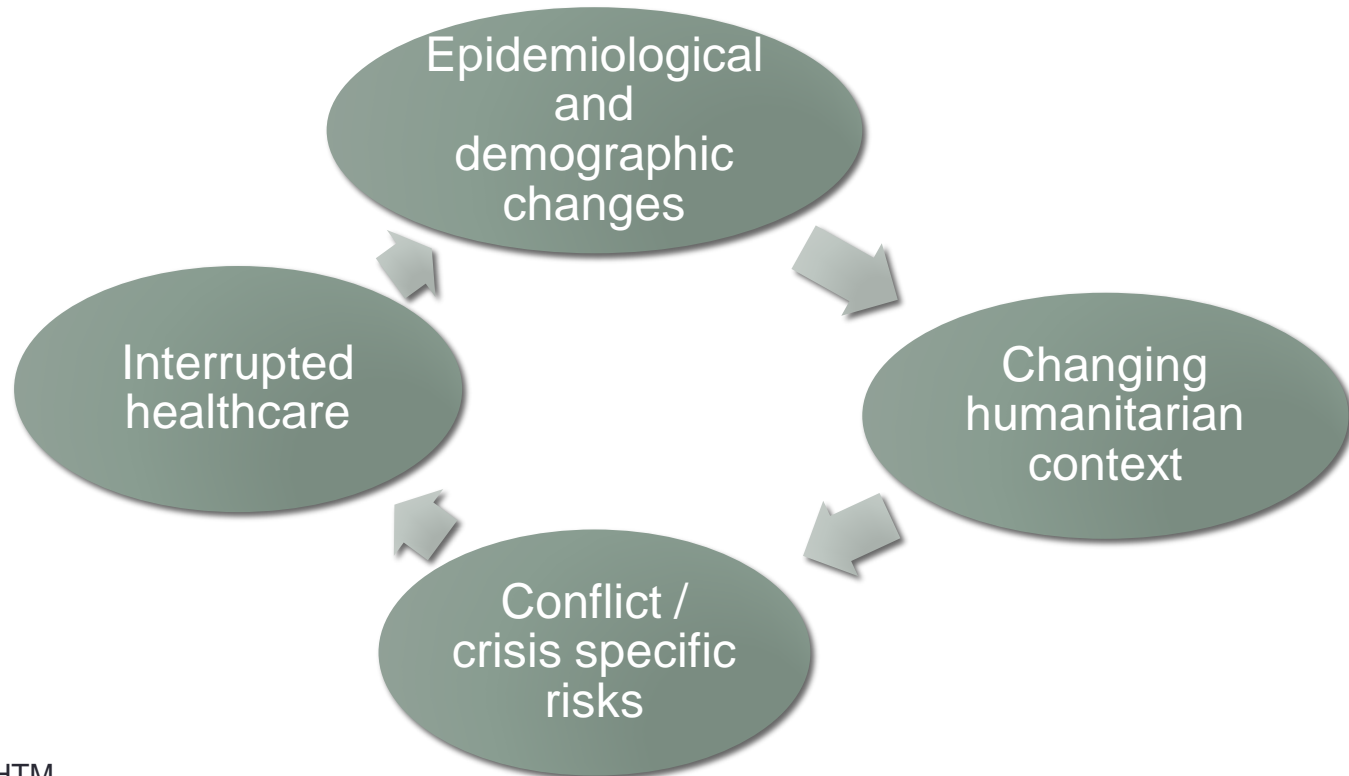 Epidemiological
and
demographic
changes
Interrupted
healthcare
Changing
humanitarian
context
Conflict /
crisis specific
risks